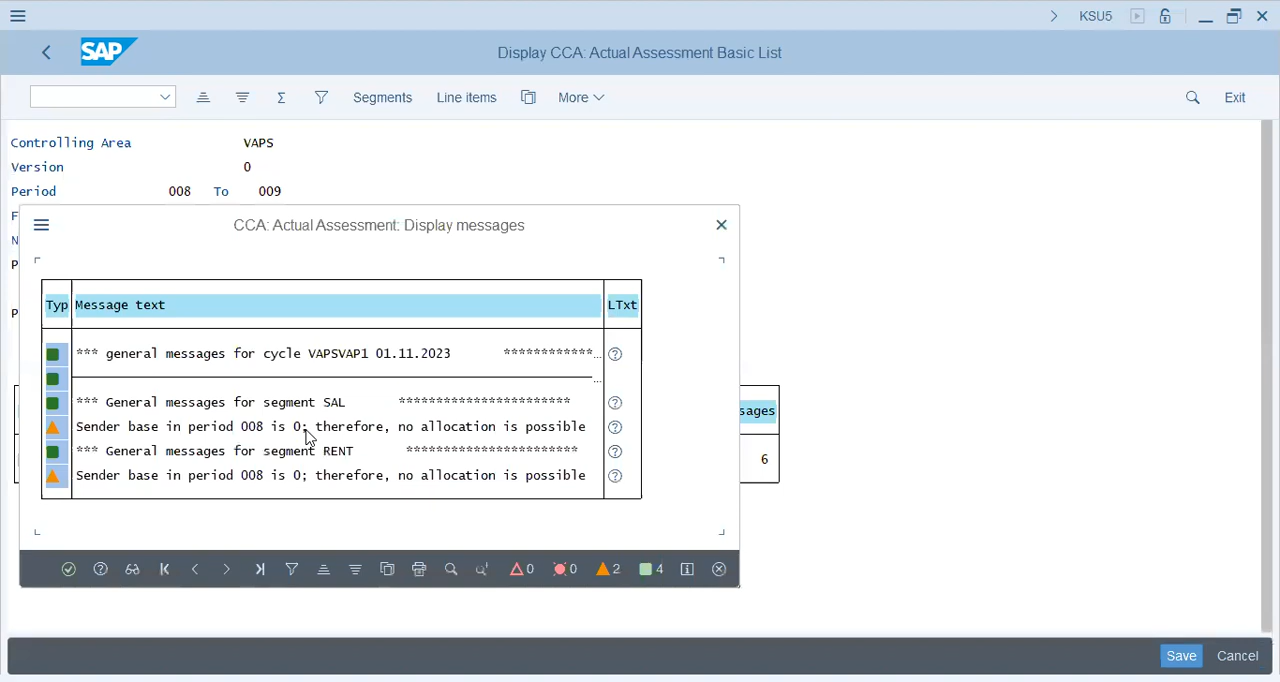 KSU5
SAP
Display CCA: Actual Assessment Basic List
Segments Line items More
Exit
Controlling Area VAPS
Version 0
Period 008 To 009
F
N
P
P
CCA: Actual Assessment: Display messages
Typ Message text LTxt
*** general messages for cycle VAPSVAP1 01.11.2023 ************...
...
*** General messages for segment SAL ***********************
Sender base in period 008 is 0; therefore, no allocation is possible
*** General messages for segment RENT ***********************
Sender base in period 008 is 0; therefore, no allocation is possible
sages
6
0 0 2 4
Save Cancel